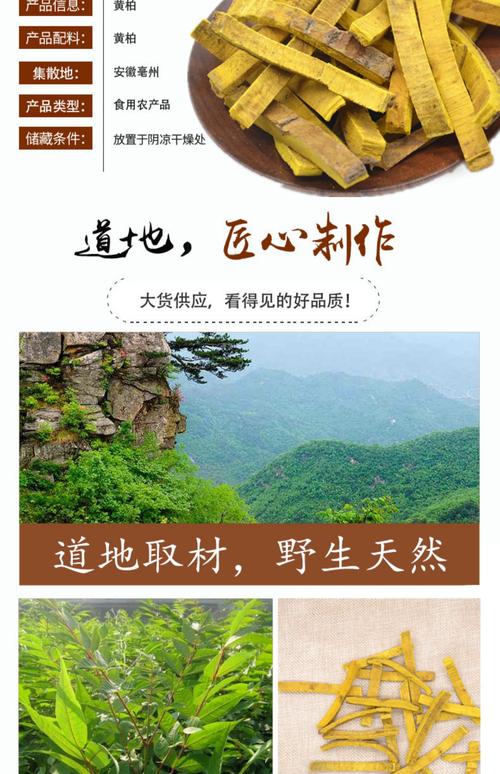 产品信息： 黄柏
产品配料： 黄柏
集散地： 安徽亳州
产品类型： 食用农产品
储藏条件： 放置于阴凉干燥处
道地，匠心制作
大货供应，看得见的好品质！
道地取材，野生天然